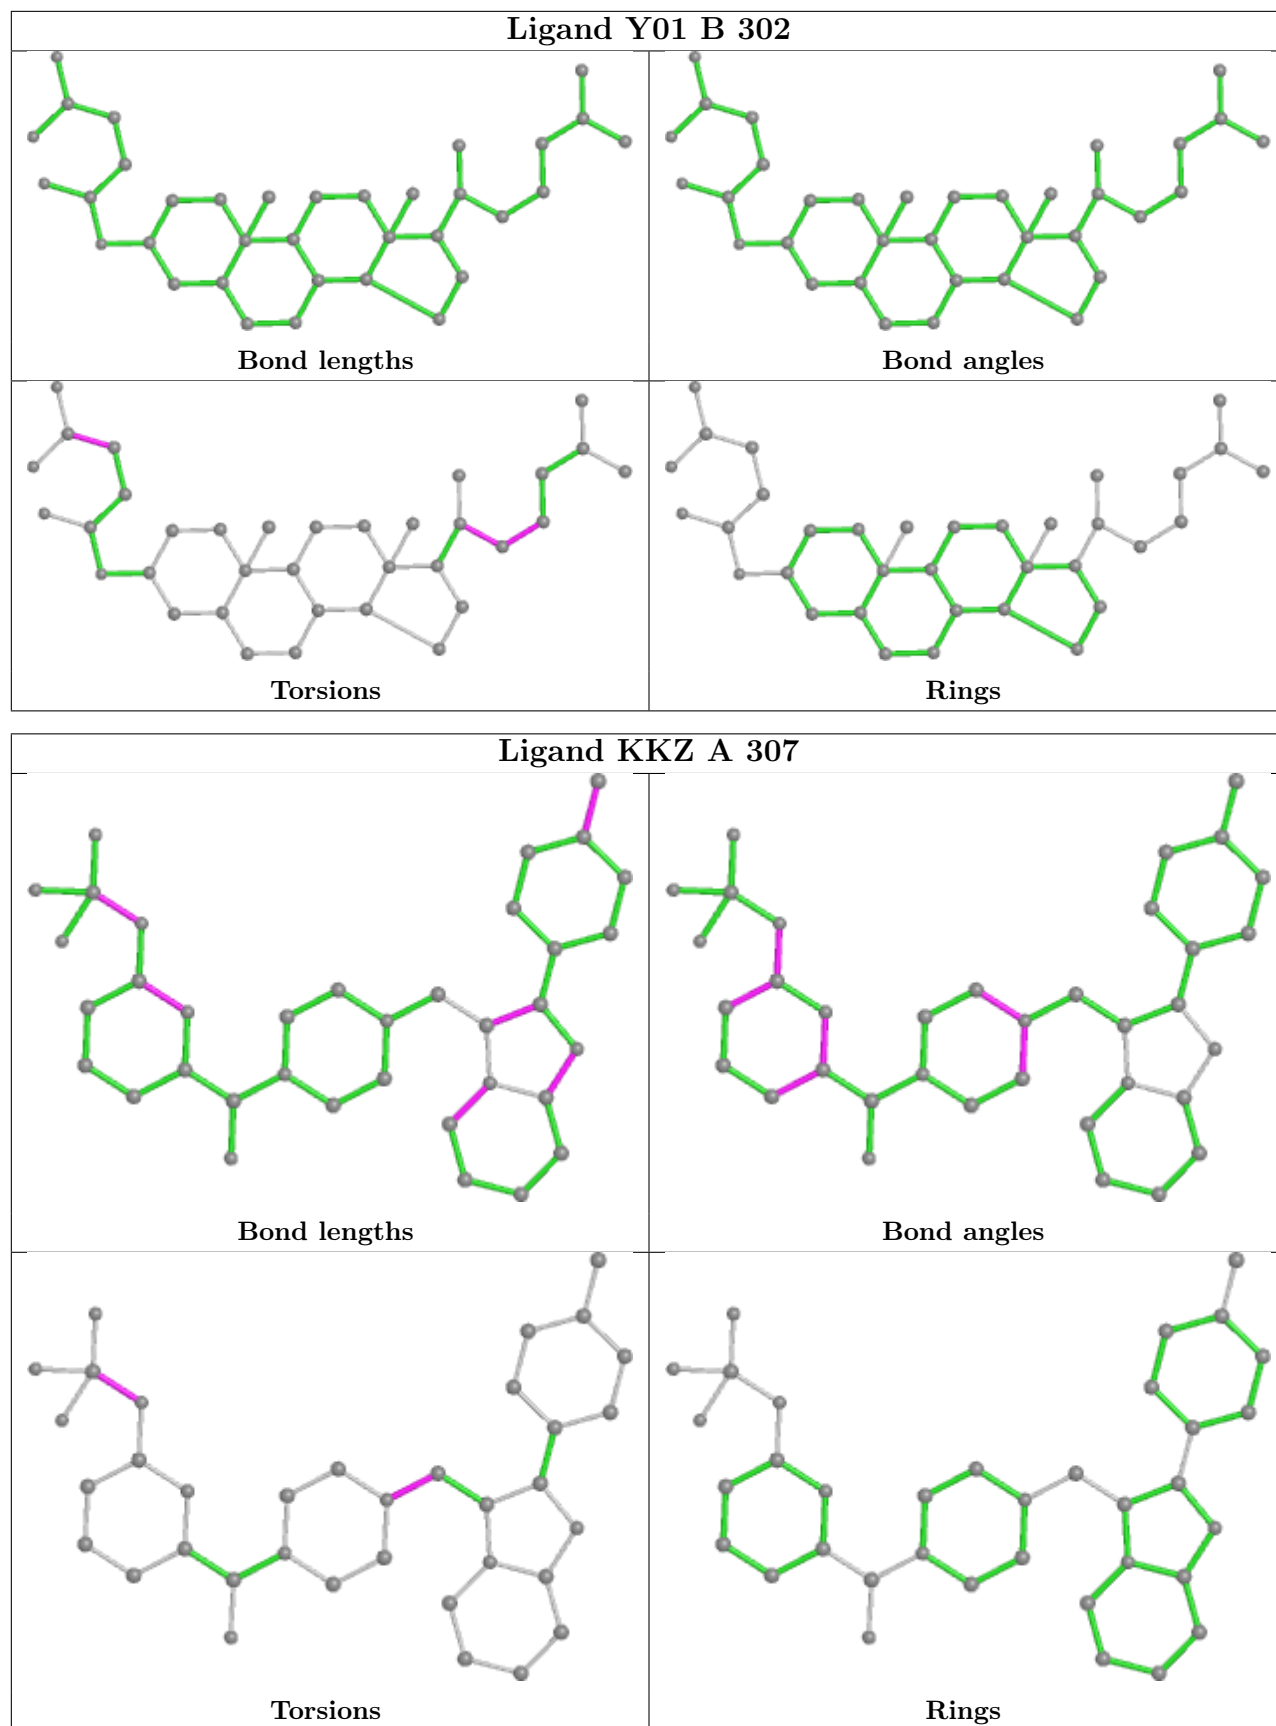 Ligand Y01 B 302
Bond lengths
Bond angles
Torsions
Rings
Ligand KKZ A 307
Bond lengths
Bond angles
Torsions
Rings